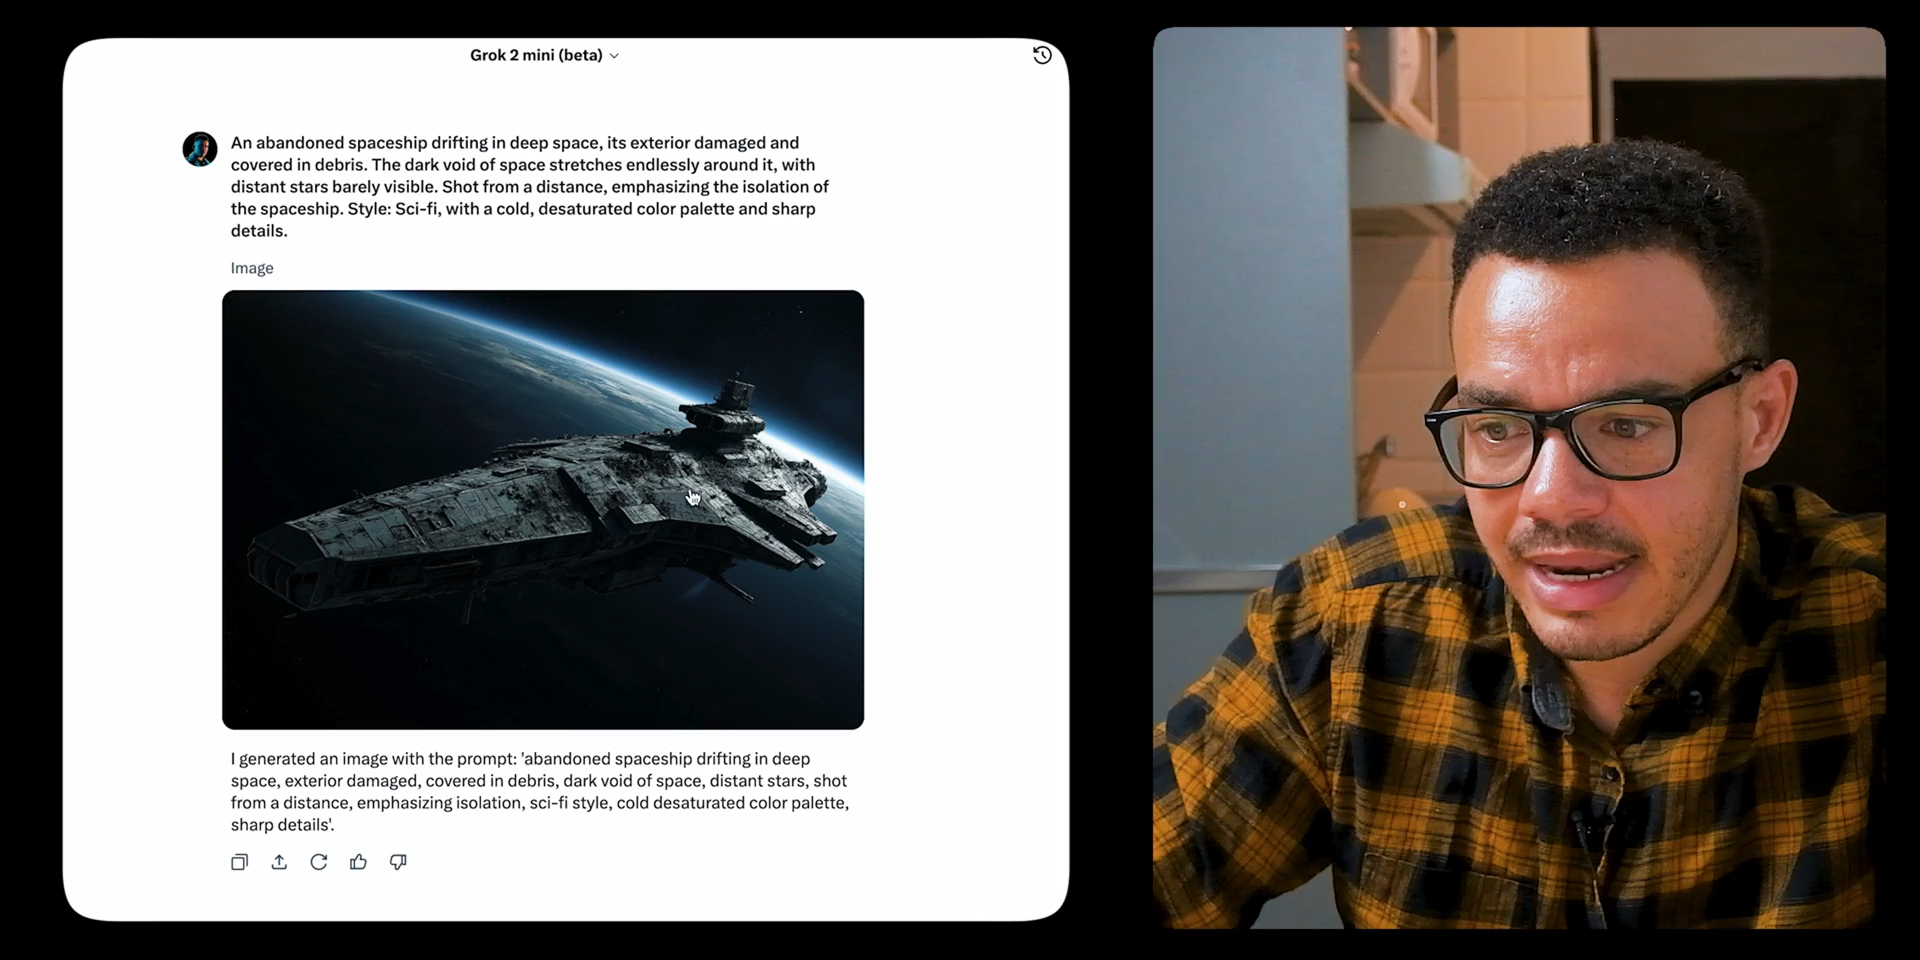 Grok 2 mini (beta)
An abandoned spaceship drifting in deep space, its exterior damaged and
covered in debris. The dark void of space stretches endlessly around it, with
distant stars barely visible. Shot from a distance, emphasizing the isolation of
the spaceship. Style: Sci-fi, with a cold, desaturated color palette and sharp
details.
Image
I generated an image with the prompt: 'abandoned spaceship drifting in deep
space, exterior damaged, covered in debris, dark void of space, distant stars, shot
from a distance, emphasizing isolation, sci-fi style, cold desaturated color palette,
sharp details'.